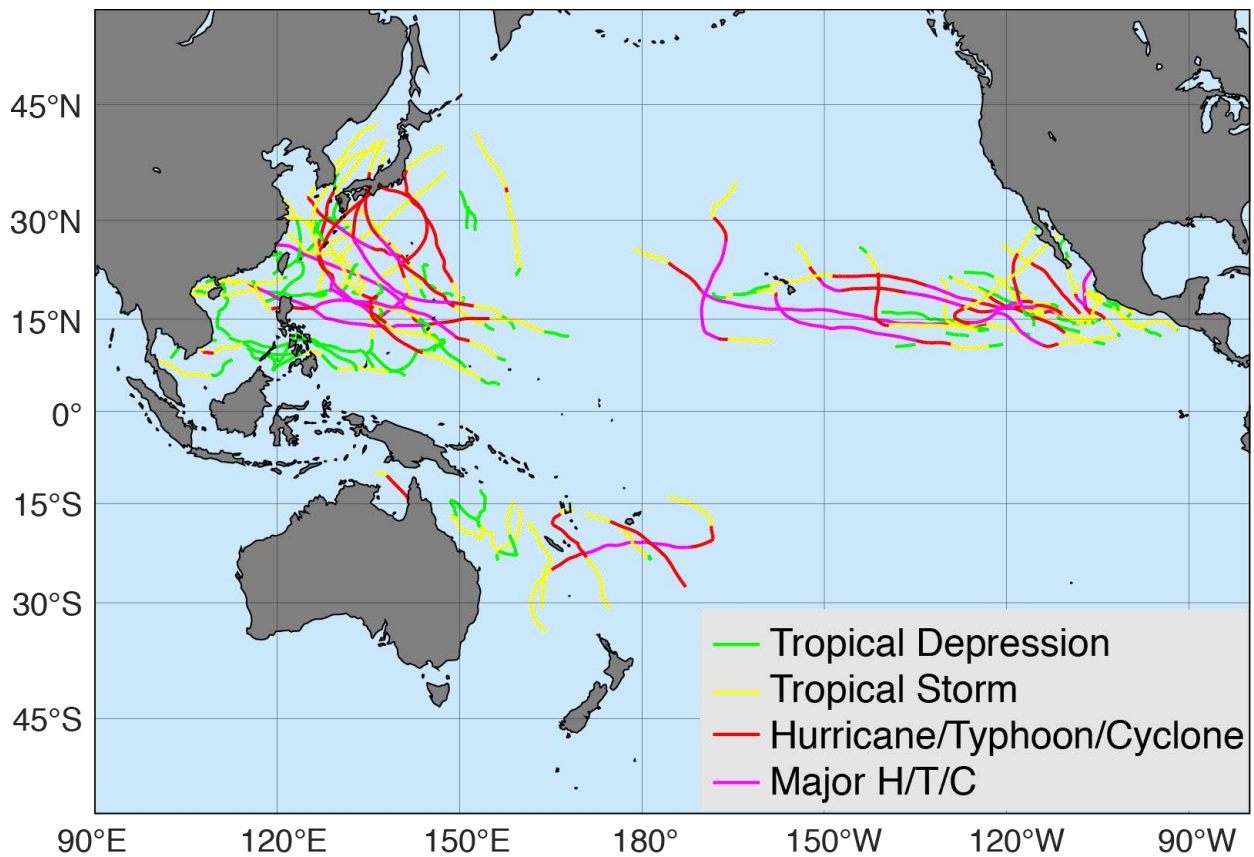 45°N
30°N
15°N
0°
15°S
30°S
45°S
Tropical Depression
Tropical Storm
Hurricane/Typhoon/Cyclone
Major H/T/C
90°E 120°E 150°E 180° 150°W 120°W 90°W